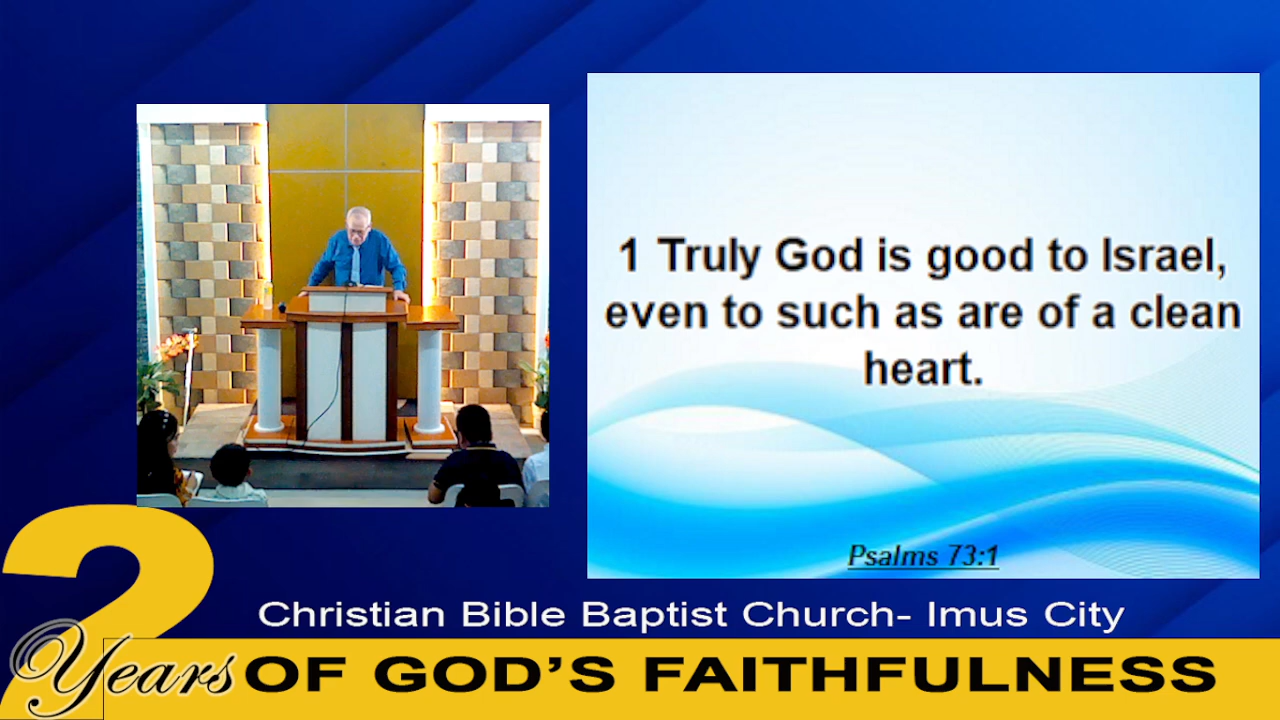 1 Truly God is good to Israel,
even to such as are of a clean
heart.
Psalms 73:1
Christian Bible Baptist Church- Imus City
2 Years OF GOD’S FAITHFULNESS